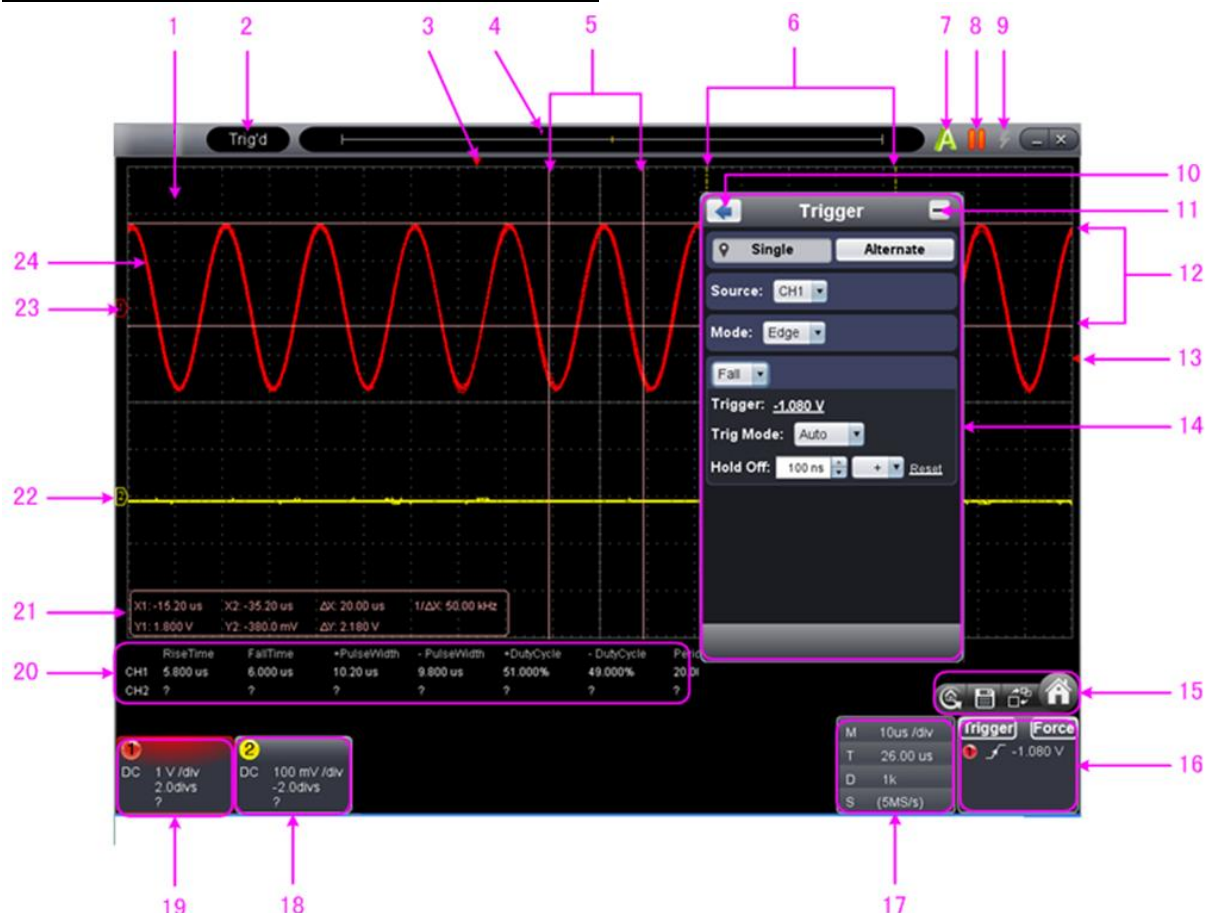 1 2 3 4 5 6 7 8 9
Trig'd
A
10
Trigger
11
Single Alternate
12
24
Source: CH1
23
Mode: Edge
13
Fall
Trigger: -1.080 V
14
Trig Mode: Auto
Hold Off: 100 ns + Reset
22
2
21
X1: -15.20 us X2: -35.20 us ΔX: 20.00 us 1/ΔX: 50.00 kHz
Y1: 1.800 V Y2: -380.0 mV ΔY: 2.180 V
20
RiseTime FallTime +PulseWidth - PulseWidth +DutyCycle - DutyCycle
CH1 5.800 us 6.000 us 10.20 us 9.800 us 51.000% 49.000%
CH2 ? ? ? ? ? ? ?
15
Trigger Force
1 -1.080 V
16
M 10us /div
T 26.00 us
D 1k
S (5MS/s)
1
DC 1 V /div
2.0divs
?
2
DC 100 mV /div
-2.0divs
?
19 18 17